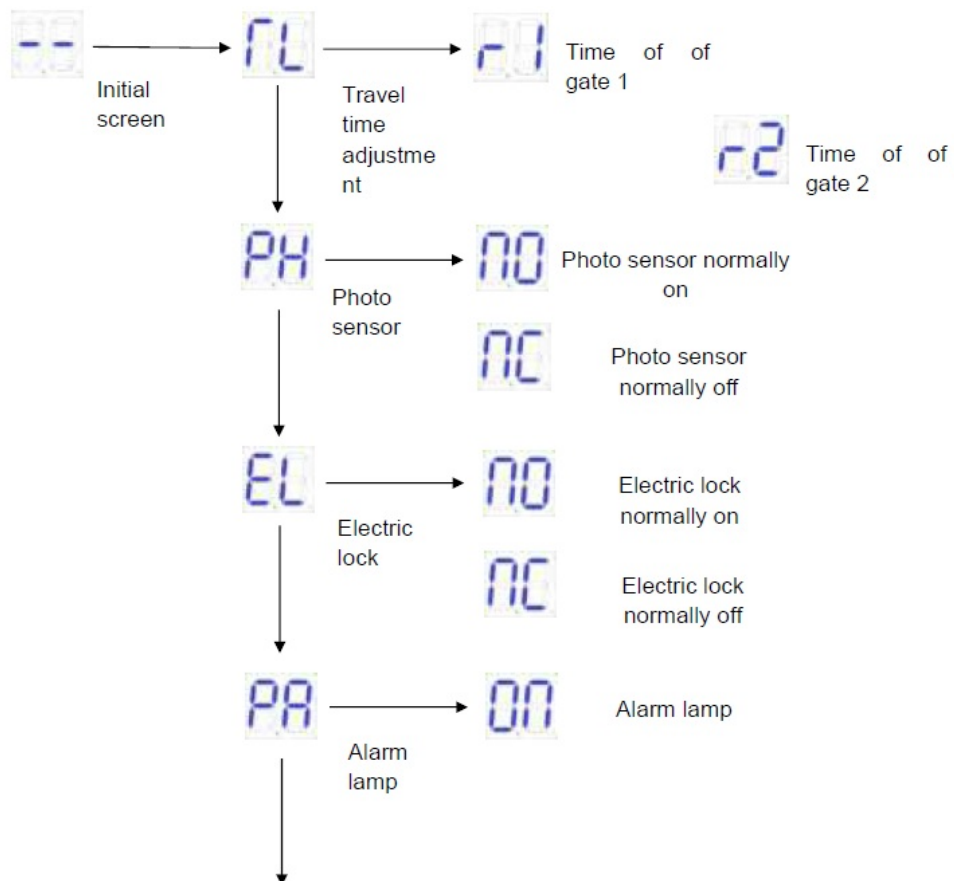 --
TL
r1
Time of of
gate 1
Initial
screen
Travel
time
adjustme
nt
r2
Time of of
gate 2
PH
Photo
sensor
NO
Photo sensor normally
on
NC
Photo sensor
normally off
EL
Electric
lock
NO
Electric lock
normally on
NC
Electric lock
normally off
PA
Alarm
lamp
ON
Alarm lamp